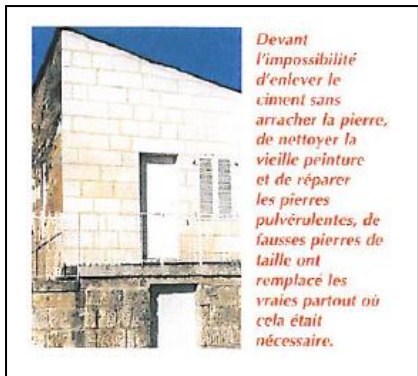 Devant
l'impossibilité
d'enlever le
ciment sans
arracher la pierre,
de nettoyer la
vieille peinture
et de réparer
les pierres
pulvérulentes, de
fausses pierres de
taille ont
remplacé les
vraies partout où
cela était
nécessaire.